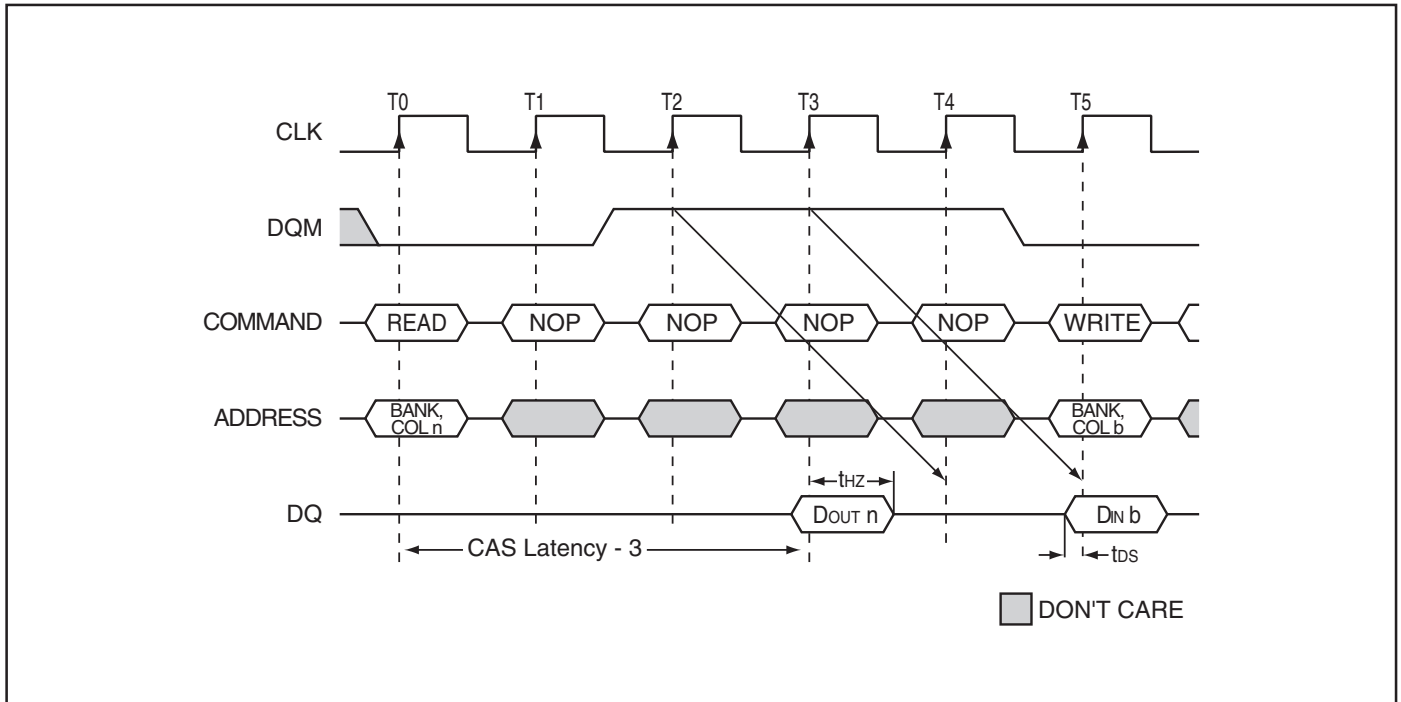 T0 T1 T2 T3 T4 T5
CLK
DQM
COMMAND READ NOP NOP NOP NOP WRITE
ADDRESS BANK, COL n BANK, COL b
tHZ
DQ DOUT n DIN b
CAS Latency - 3 tDS
DON'T CARE